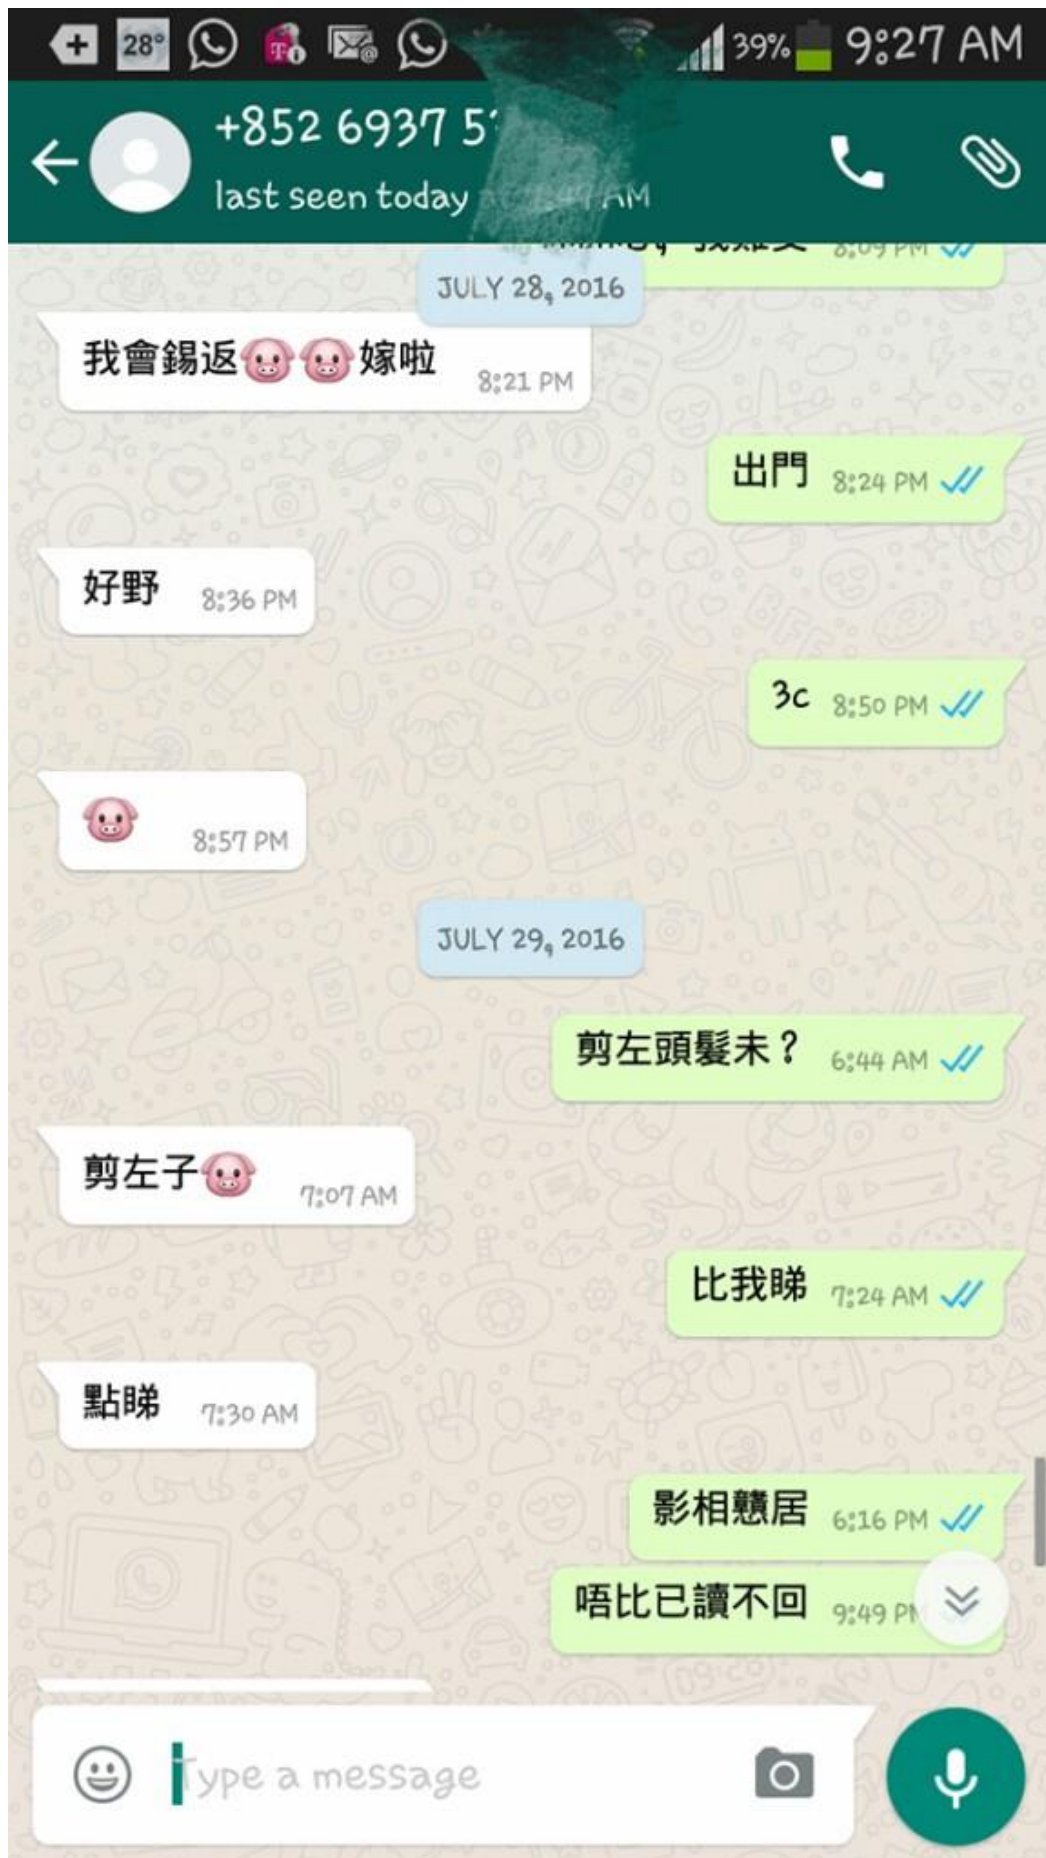 28°
39%
9:27 AM
+852 6937 5
last seen today
8:09 PM
JULY 28, 2016
我會錫返🐷🐷嫁啦 8:21 PM
出門 8:24 PM
好野 8:36 PM
3c 8:50 PM
🐷 8:57 PM
JULY 29, 2016
剪左頭髮未？ 6:44 AM
剪左子🐷 7:07 AM
比我睇 7:24 AM
點睇 7:30 AM
影相戇居 6:16 PM
唔比已讀不回 9:49 PM
Type a message